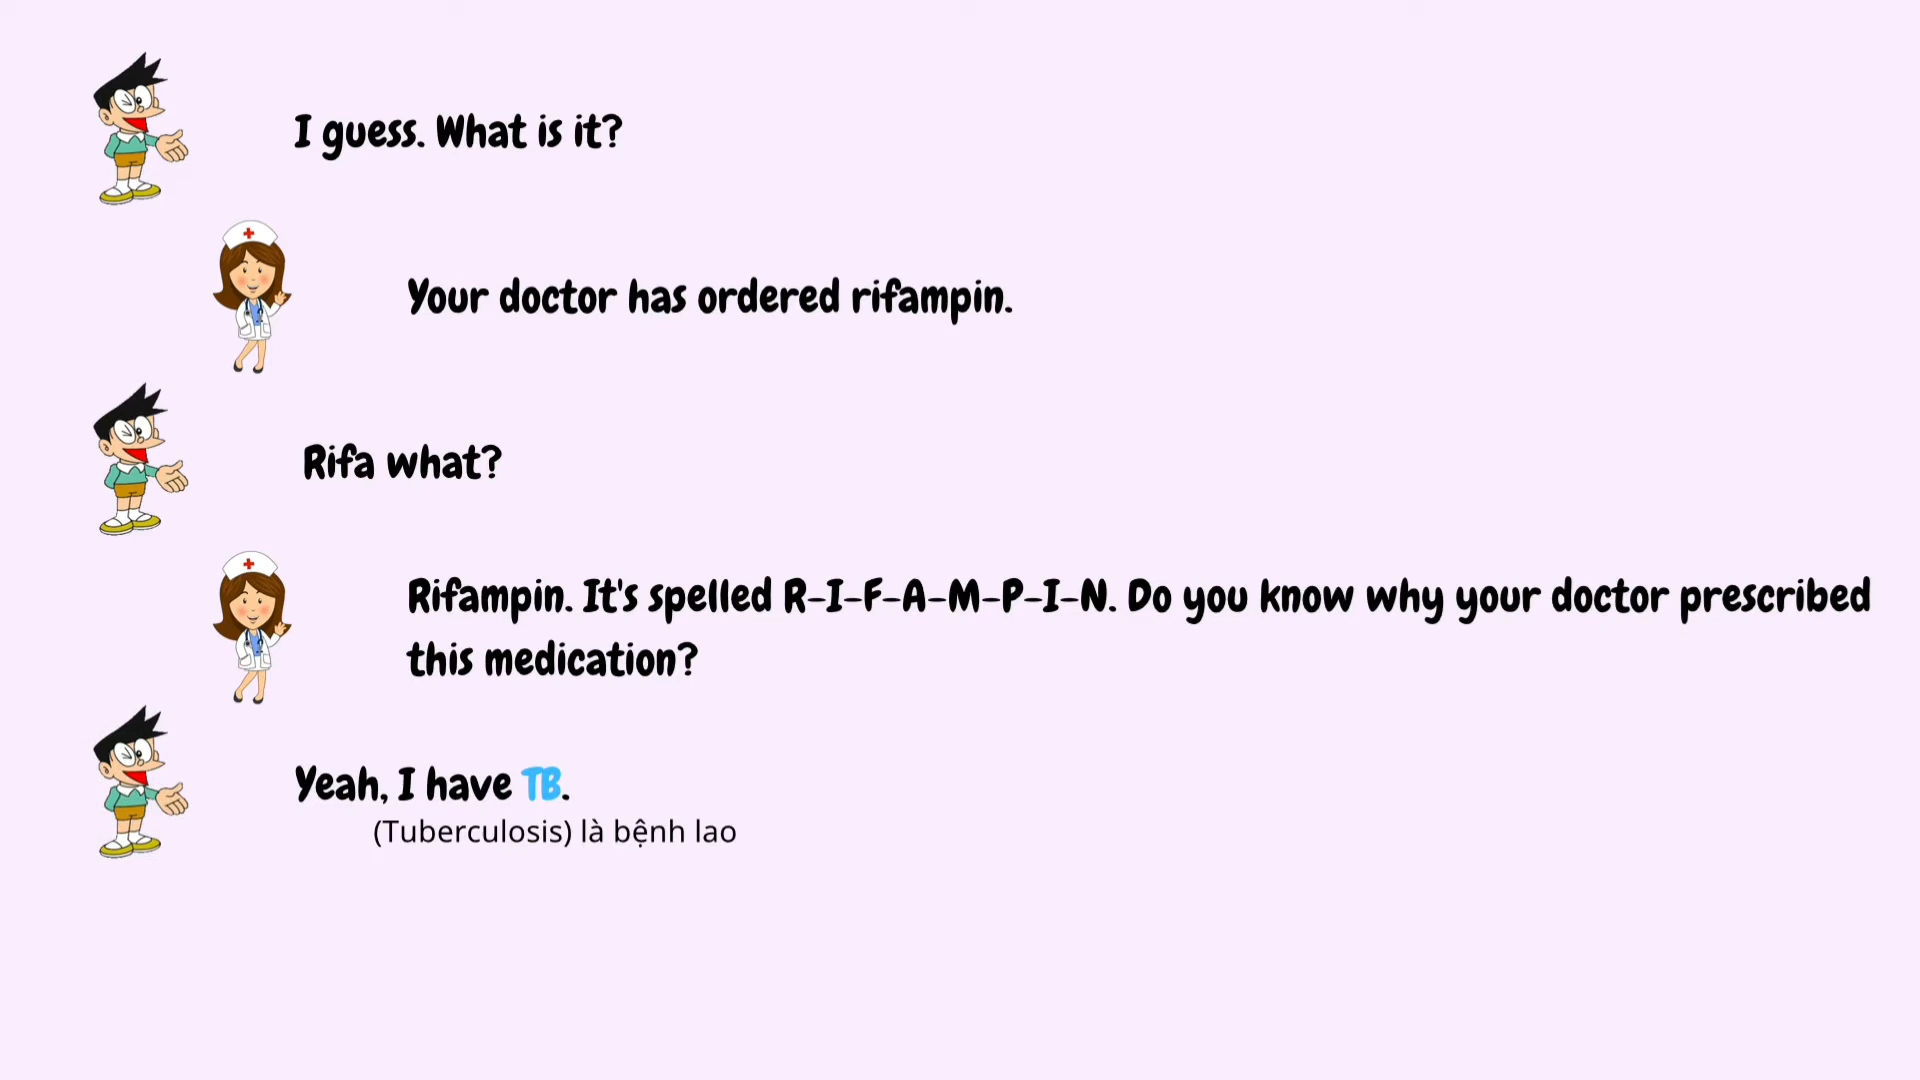 I guess. What is it?
Your doctor has ordered rifampin.
Rifa what?
Rifampin. It's spelled R-I-F-A-M-P-I-N. Do you know why your doctor prescribed
this medication?
Yeah, I have TB.
(Tuberculosis) là bệnh lao